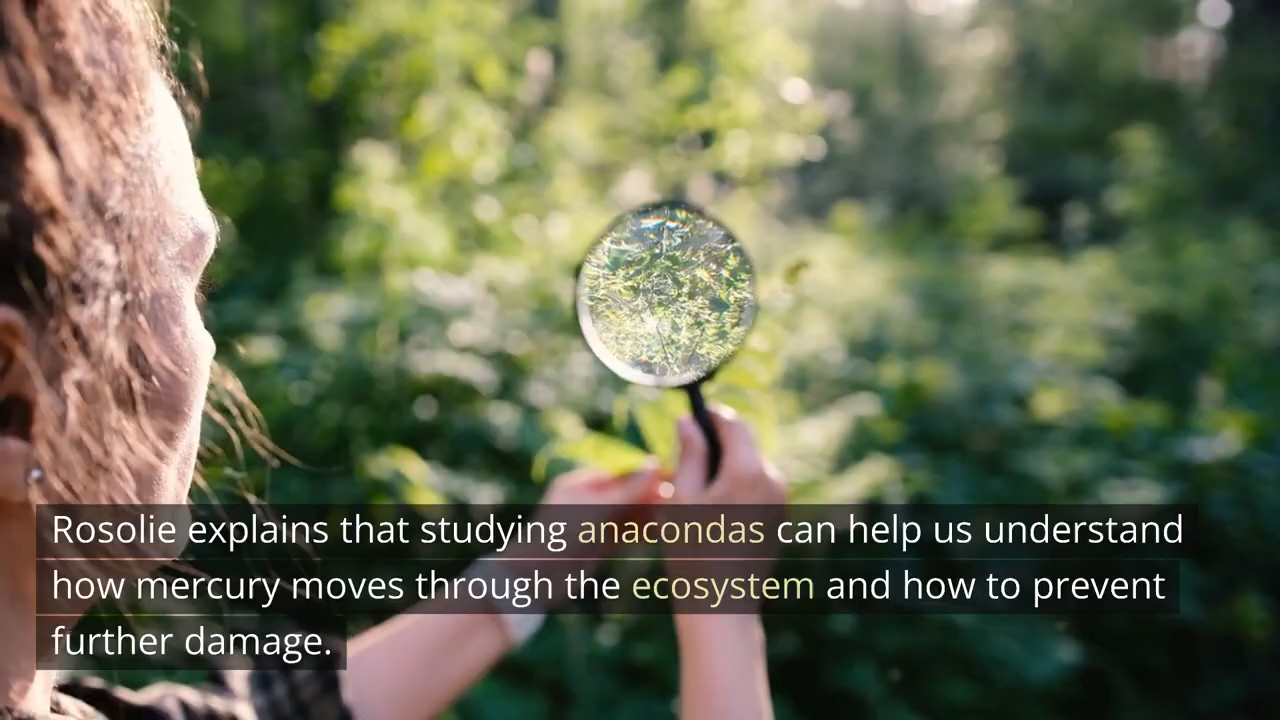 Rosolie explains that studying anacondas can help us understand
how mercury moves through the ecosystem and how to prevent
further damage.